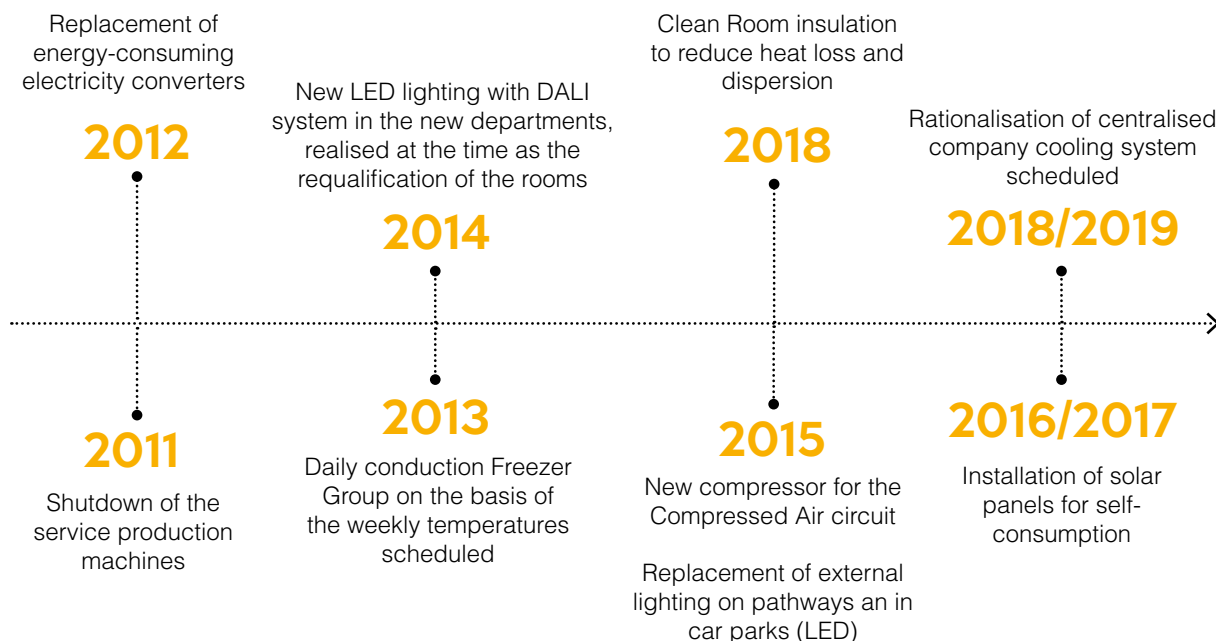 Replacement of
energy-consuming
electricity converters
2012
New LED lighting with DALI
system in the new departments,
realised at the time as the
requalification of the rooms
2014
Clean Room insulation
to reduce heat loss and
dispersion
2018
Rationalisation of centralised
company cooling system
scheduled
2018/2019
2011
Shutdown of the
service production
machines
2013
Daily conduction Freezer
Group on the basis of
the weekly temperatures
scheduled
2015
New compressor for the
Compressed Air circuit
Replacement of external
lighting on pathways an in
car parks (LED)
2016/2017
Installation of solar
panels for self-
consumption